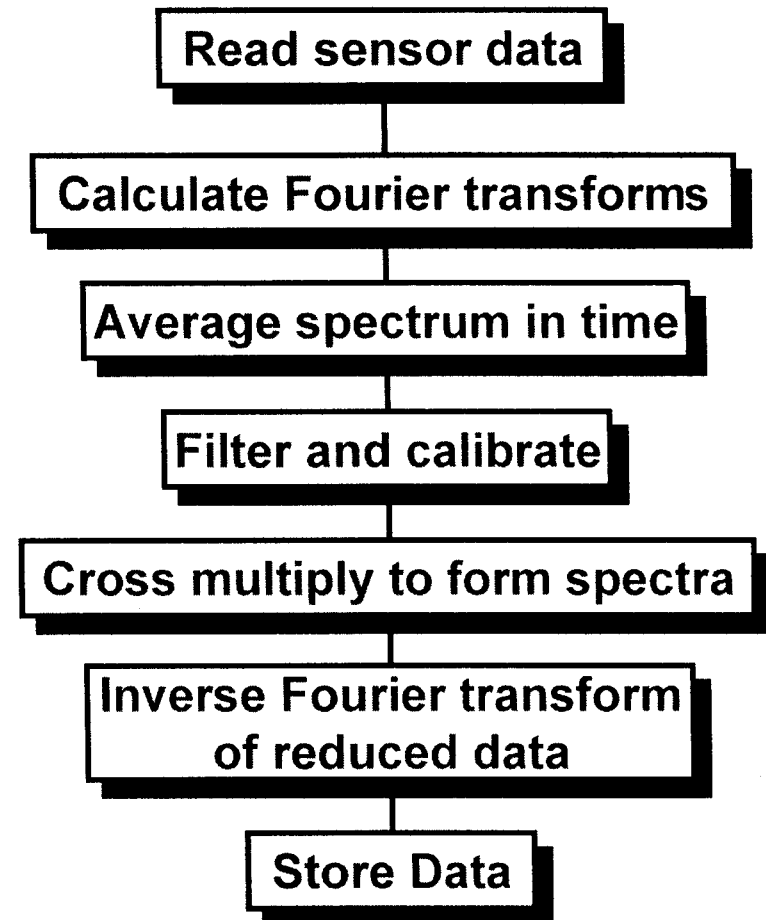 Read sensor data
Calculate Fourier transforms
Average spectrum in time
Filter and calibrate
Cross multiply to form spectra
Inverse Fourier transform
of reduced data
Store Data